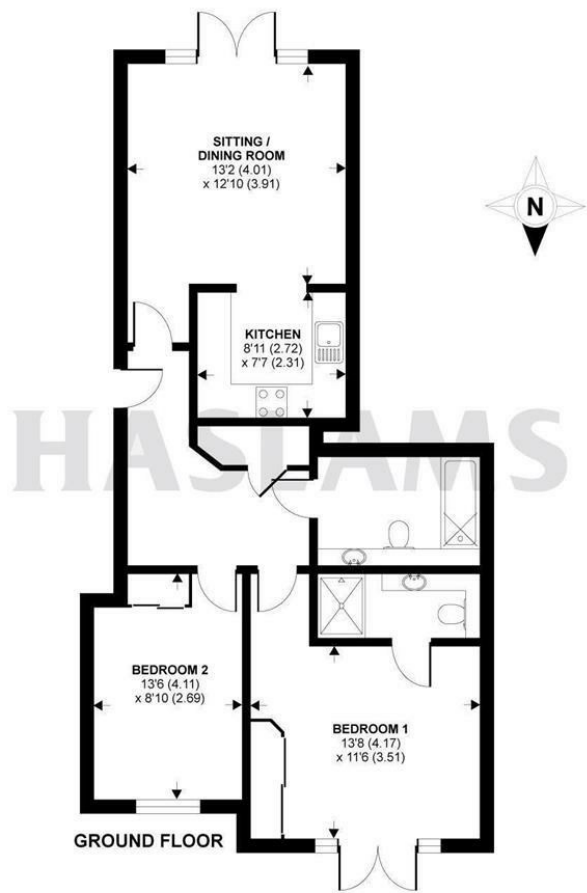 SITTING /
DINING ROOM
13'2 (4.01)
x 12'10 (3.91)
N
KITCHEN
8'11 (2.72)
x 7'7 (2.31)
HASLAMS
BEDROOM 2
13'6 (4.11)
x 8'10 (2.69)
BEDROOM 1
13'8 (4.17)
x 11'6 (3.51)
GROUND FLOOR